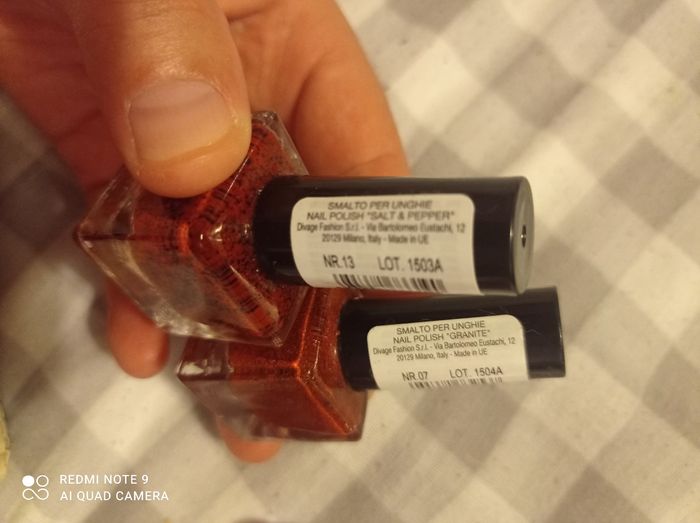 SMALTO PER UNGHIE
NAIL POLISH "SALT & PEPPER"
Divage Fashion S.r.l. - Via Bartolomeo Eustachi, 12
20129 Milano, Italy - Made in UE
NR.13 LOT. 1503A
SMALTO PER UNGHIE
NAIL POLISH "GRANITE"
Divage Fashion S.r.l. - Via Bartolomeo Eustachi, 12
20129 Milano, Italy - Made in UE
NR.07 LOT. 1504A
REDMI NOTE 9
AI QUAD CAMERA